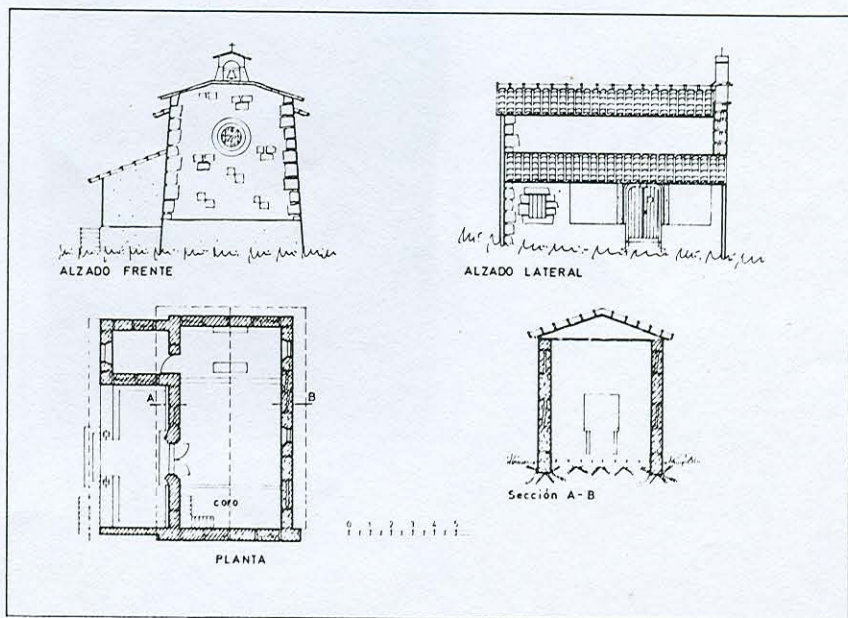 ALZADO FRENTE
ALZADO LATERAL
A
B
coro
PLANTA
Sección A-B
0 1 2 3 4 5